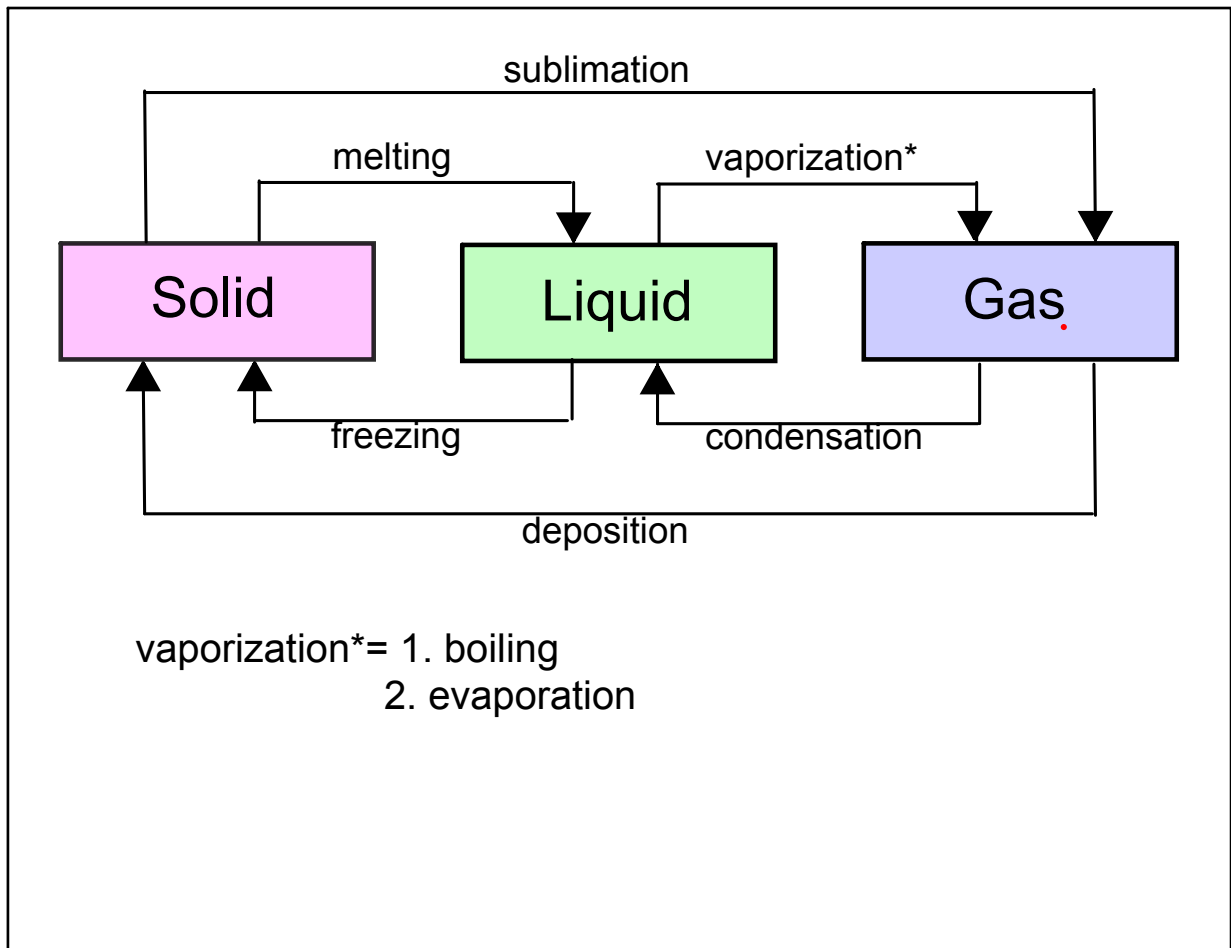 sublimation
melting
vaporization*
Solid
Liquid
Gas
freezing
condensation
deposition
vaporization*= 1. boiling
2. evaporation